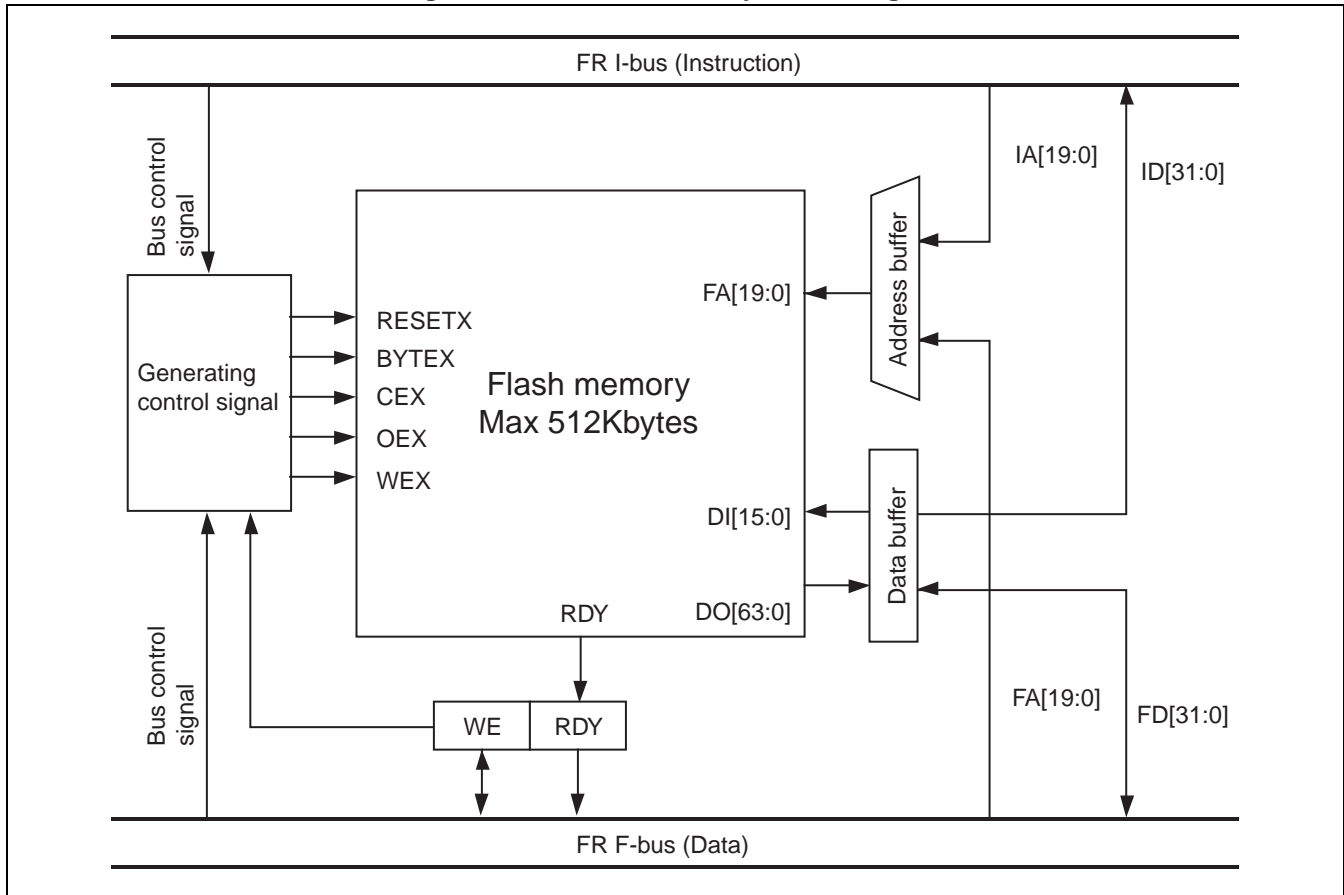 FR I-bus (Instruction)
Bus control
signal
IA[19:0]
ID[31:0]
Address buffer
FA[19:0]
RESETX
BYTEX
CEX
OEX
WEX
Generating
control signal
Flash memory
Max 512Kbytes
DI[15:0]
Data buffer
DO[63:0]
RDY
Bus control
signal
WE
RDY
FA[19:0]
FD[31:0]
FR F-bus (Data)